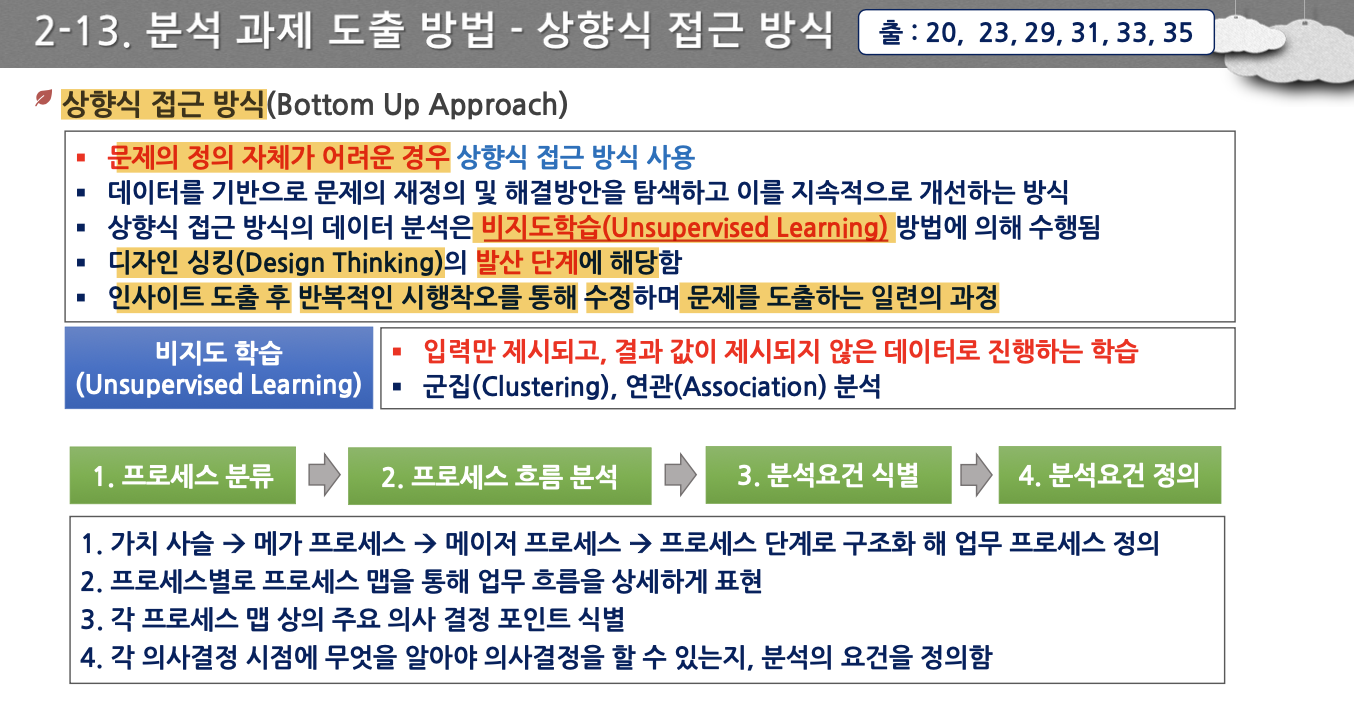 2-13. 분석 과제 도출 방법 - 상향식 접근 방식
출 : 20, 23, 29, 31, 33, 35
상향식 접근 방식(Bottom Up Approach)
▪ 문제의 정의 자체가 어려운 경우 상향식 접근 방식 사용
▪ 데이터를 기반으로 문제의 재정의 및 해결방안을 탐색하고 이를 지속적으로 개선하는 방식
▪ 상향식 접근 방식의 데이터 분석은 비지도학습(Unsupervised Learning) 방법에 의해 수행됨
▪ 디자인 싱킹(Design Thinking)의 발산 단계에 해당함
▪ 인사이트 도출 후 반복적인 시행착오를 통해 수정하며 문제를 도출하는 일련의 과정
비지도 학습
(Unsupervised Learning)
▪ 입력만 제시되고, 결과 값이 제시되지 않은 데이터로 진행하는 학습
▪ 군집(Clustering), 연관(Association) 분석
1. 프로세스 분류
2. 프로세스 흐름 분석
3. 분석요건 식별
4. 분석요건 정의
1. 가치 사슬 → 메가 프로세스 → 메이저 프로세스 → 프로세스 단계로 구조화 해 업무 프로세스 정의
2. 프로세스별로 프로세스 맵을 통해 업무 흐름을 상세하게 표현
3. 각 프로세스 맵 상의 주요 의사 결정 포인트 식별
4. 각 의사결정 시점에 무엇을 알아야 의사결정을 할 수 있는지, 분석의 요건을 정의함